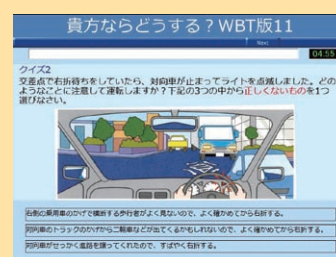 貴方ならどうする?WBT版11
Next
04:55
クイズ2
交差点で右折待ちをしていたら、対向車が止まってライトを点滅しました。どの
ようなことに注意して運転しますか?下記の3つの中から正しくないものを1つ
選びなさい。
右側の乗用車のかげで横断する歩行者がよく見ないので、よく確かめてから右折する。
対向車のトラックのかげから二輪車などが出てくるかもしれないので、よく確かめてから右折する。
対向車がせっかく進路を譲ってくれたので、すばやく右折する。